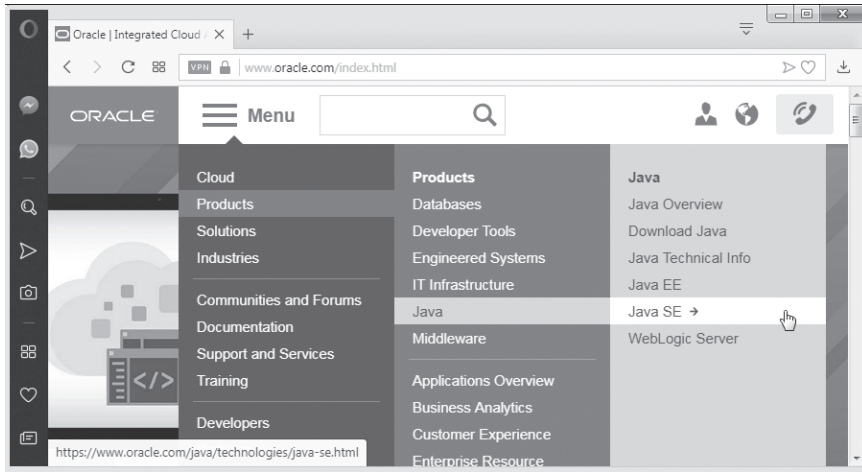 Oracle | Integrated Cloud /
VPN www.oracle.com/index.html
ORACLE
Menu
Cloud
Products
Solutions
Industries
Communities and Forums
Documentation
Support and Services
Training
Developers
Products
Databases
Developer Tools
Engineered Systems
IT Infrastructure
Java
Middleware
Applications Overview
Business Analytics
Customer Experience
Enterprise Resource
Java
Java Overview
Download Java
Java Technical Info
Java EE
Java SE →
WebLogic Server
</>
https://www.oracle.com/java/technologies/java-se.html